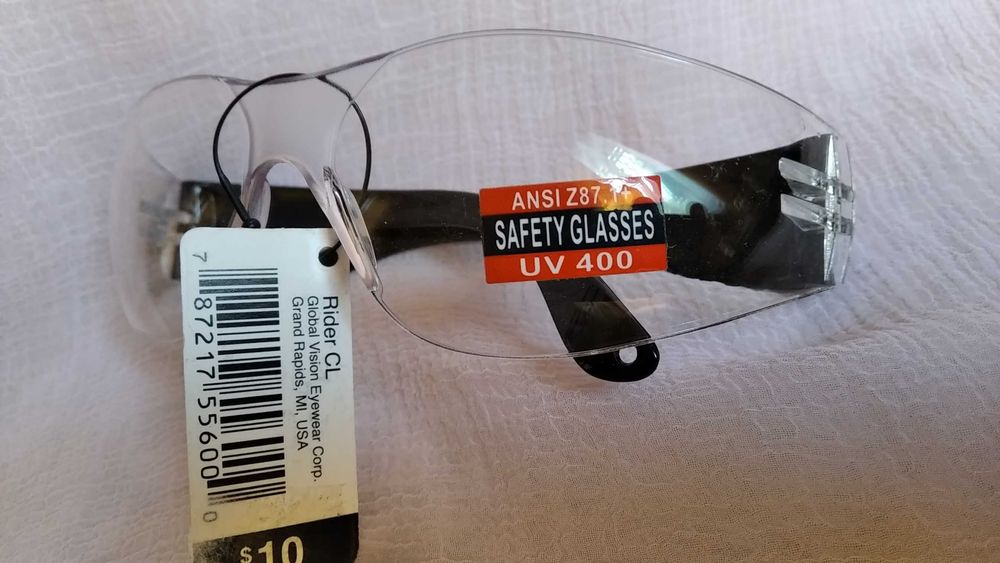 ANSI Z87.1+
SAFETY GLASSES
UV 400
Rider CL
Global Vision Eyewear Corp.
Grand Rapids, MI, USA
7 87217 55600 0
$10